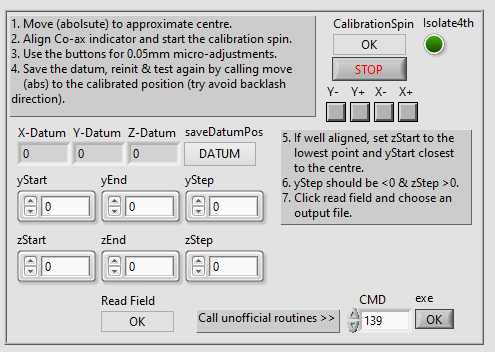 1. Move (abolsute) to approximate centre.
2. Align Co-ax indicator and start the calibration spin.
3. Use the buttons for 0.05mm micro-adjustments.
4. Save the datum, reinit & test again by calling move
(abs) to the calibrated position (try avoid backlash
direction).
CalibrationSpin
Isolate4th
OK
STOP
Y- Y+ X- X+
X-Datum Y-Datum Z-Datum saveDatumPos
0 0 0 DATUM
yStart yEnd yStep
0 0 0
zStart zEnd zStep
0 0 0
5. If well aligned, set zStart to the
lowest point and yStart closest
to the centre.
6. yStep should be <0 & zStep >0.
7. Click read field and choose an
output file.
Read Field
OK
Call unofficial routines >>
CMD exe
139 OK